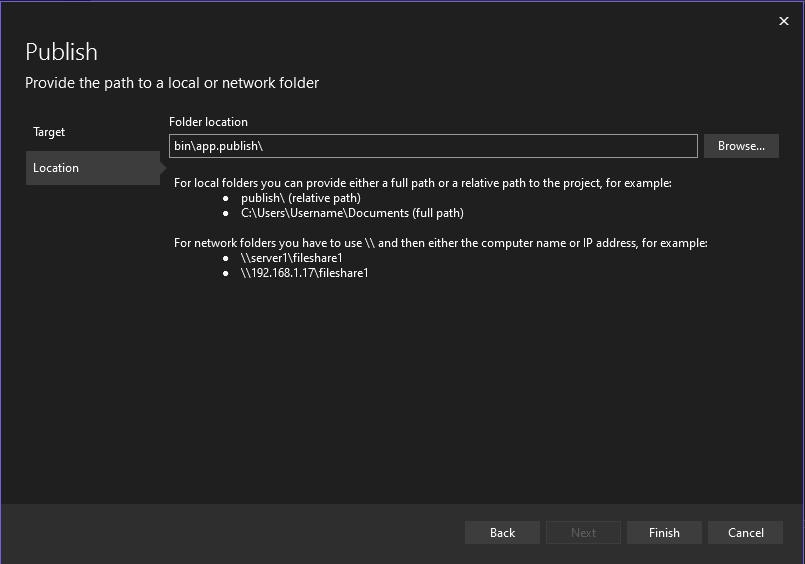 Publish
Provide the path to a local or network folder
Target
Location
Folder location
bin\app.publish\
Browse...
For local folders you can provide either a full path or a relative path to the project, for example:
● publish\ (relative path)
● C:\Users\Username\Documents (full path)
For network folders you have to use \\ and then either the computer name or IP address, for example:
● \\server1\fileshare1
● \\192.168.1.17\fileshare1
Back
Next
Finish
Cancel